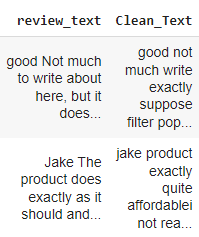 review_text Clean_Text
good Not much
to write about
here, but it
does...
good not
much write
exactly
suppose
filter pop...
Jake The
product does
exactly as it
should and...
jake product
exactly
quite
affordablei
not rea...